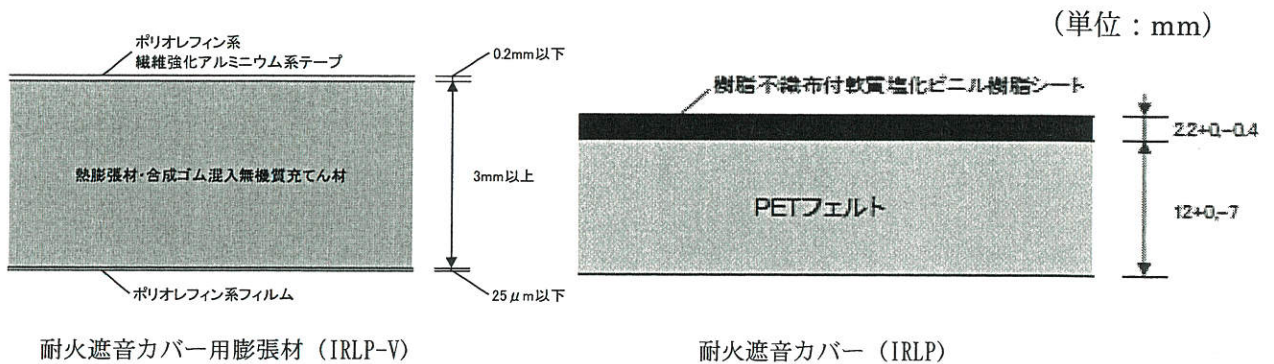 (単位：mm)
ポリオレフィン系
繊維強化アルミニウム系テープ
0.2mm以下
熱膨張材・合成ゴム混入無機質充てん材
3mm以上
ポリオレフィン系フィルム
25μm以下
耐火遮音カバー用膨張材 (IRLP-V)
樹脂不織布付軟質塩化ビニル樹脂シート
2.2+0,-0.4
PETフェルト
12+0,-7
耐火遮音カバー (IRLP)